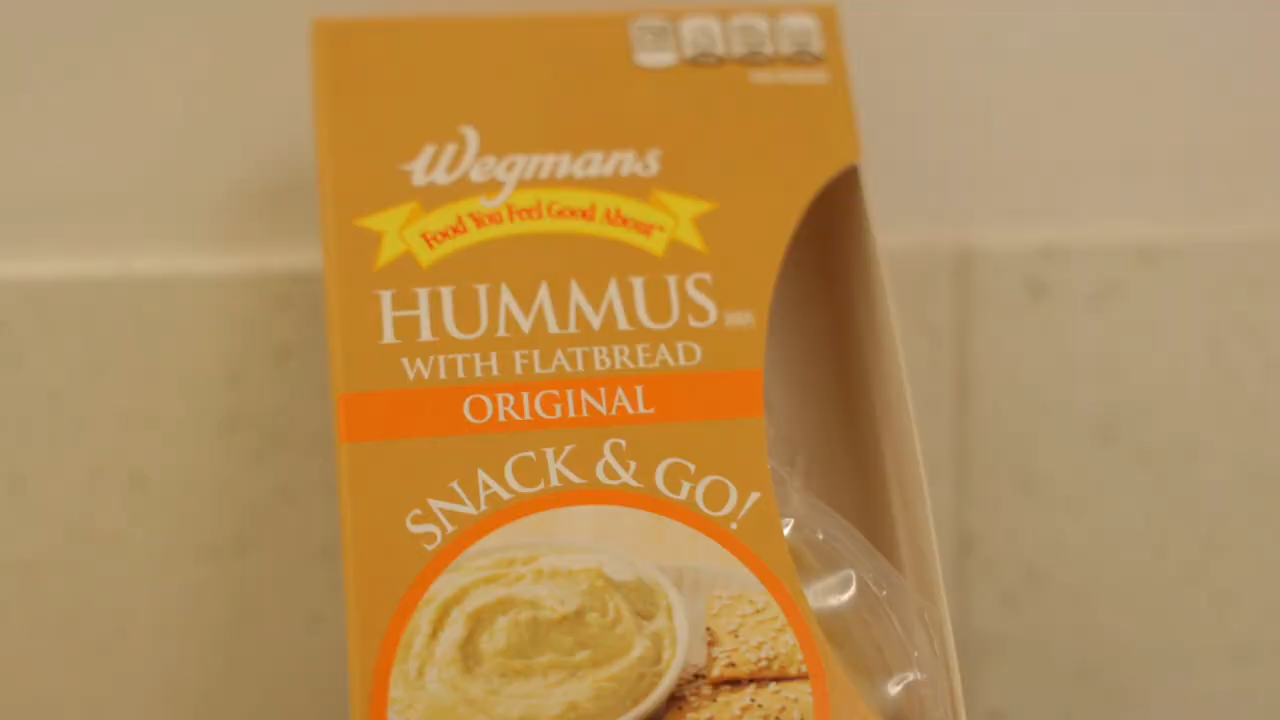 Wegmans
Food You Feel Good About
HUMMUS
WITH FLATBREAD
ORIGINAL
SNACK & GO!